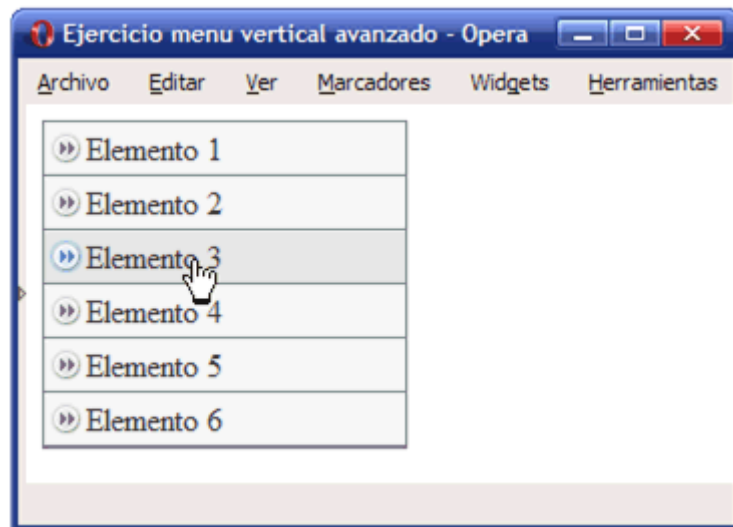 Ejercicio menu vertical avanzado - Opera
Archivo Editar Ver Marcadores Widgets Herramientas
Elemento 1
Elemento 2
Elemento 3
Elemento 4
Elemento 5
Elemento 6